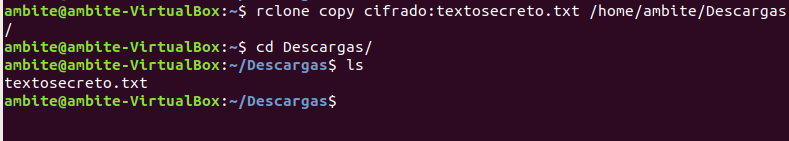 ambite@ambite-VirtualBox:~$ rclone copy cifrado:textosecreto.txt /home/ambite/Descargas
/
ambite@ambite-VirtualBox:~$ cd Descargas/
ambite@ambite-VirtualBox:~/Descargas$ ls
textosecreto.txt
ambite@ambite-VirtualBox:~/Descargas$